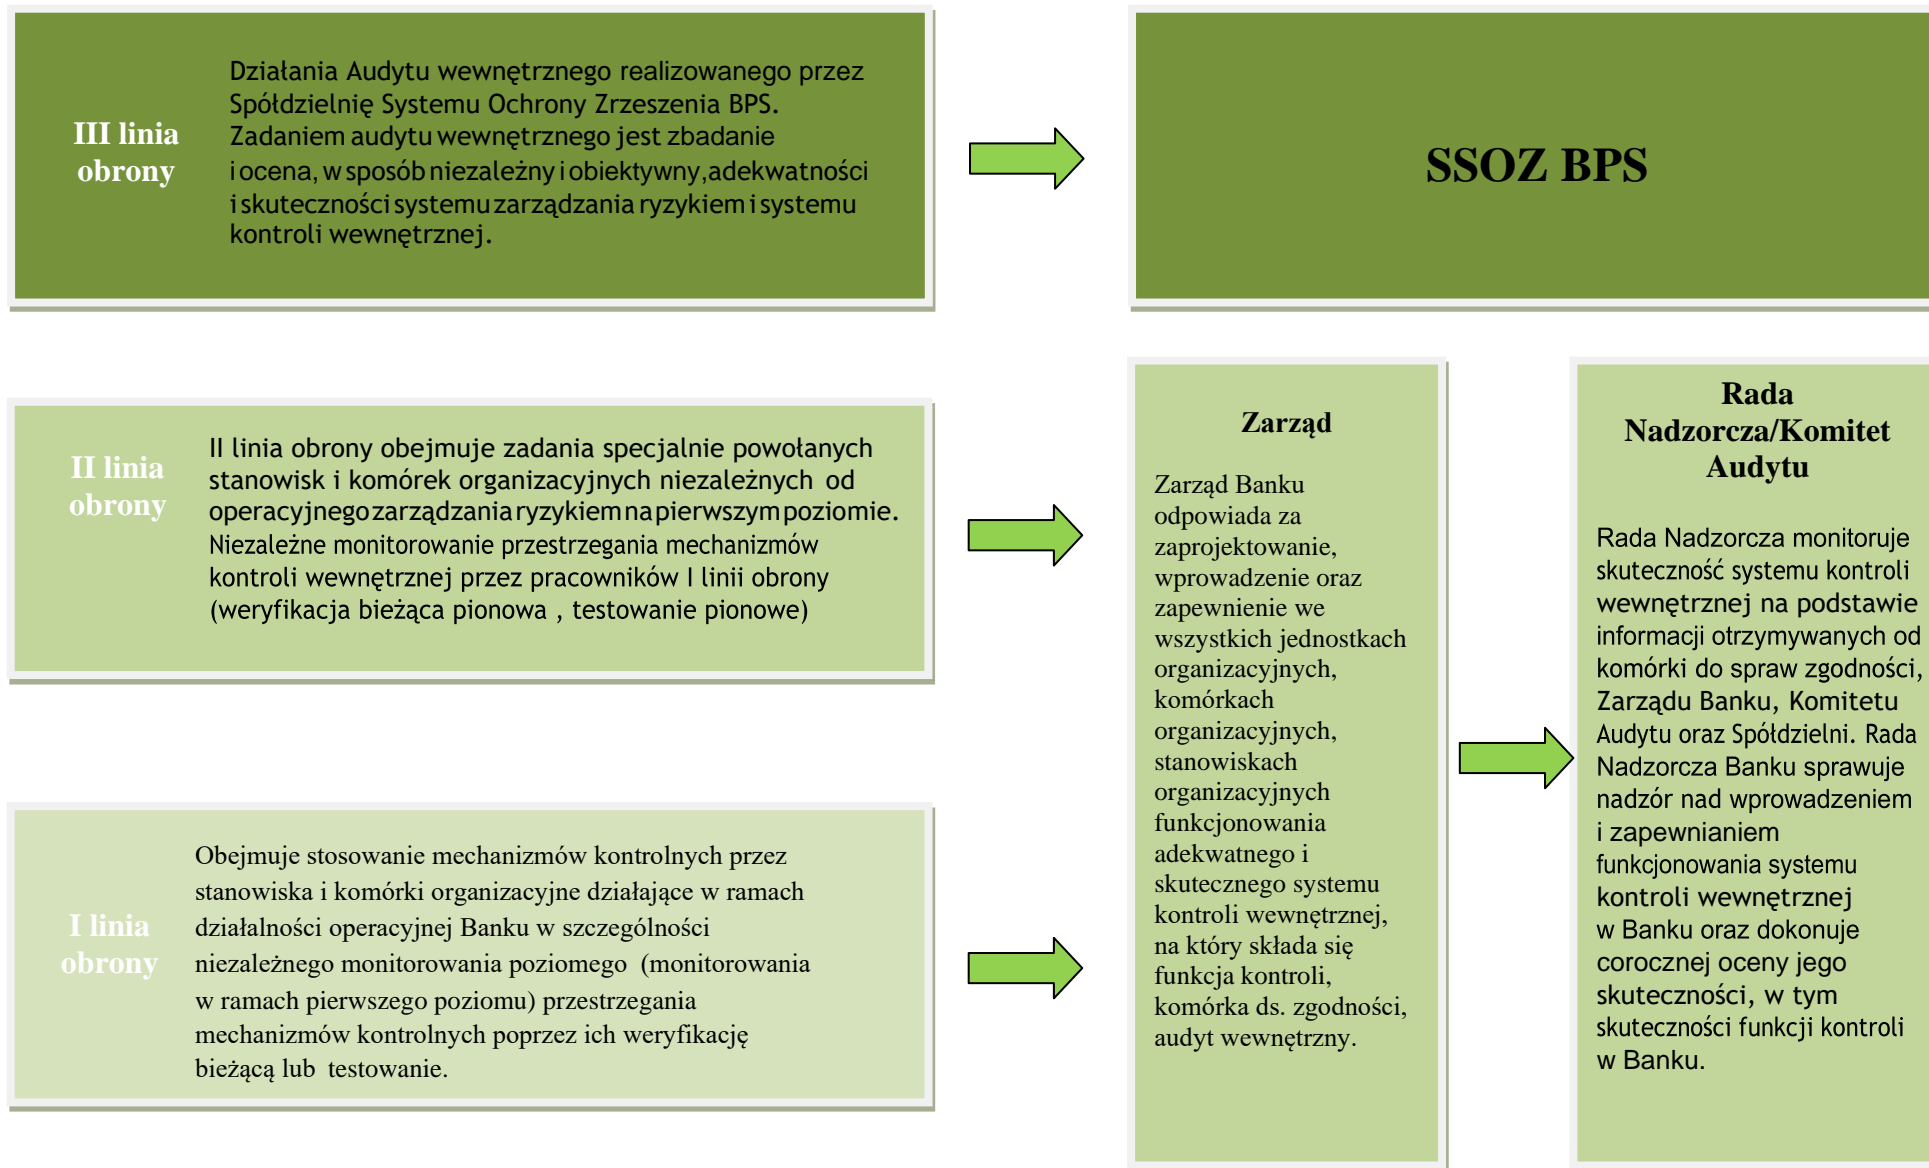 III linia
obrony
Działania Audytu wewnętrznego realizowanego przez
Spółdzielnię Systemu Ochrony Zrzeszenia BPS.
Zadaniem audytu wewnętrznego jest zbadanie
i ocena, w sposób niezależny i obiektywny, adekwatności
i skuteczności systemu zarządzania ryzykiem i systemu
kontroli wewnętrznej.
SSOZ BPS
II linia
obrony
II linia obrony obejmuje zadania specjalnie powołanych
stanowisk i komórek organizacyjnych niezależnych od
operacyjnego zarządzania ryzykiem na pierwszym poziomie.
Niezależne monitorowanie przestrzegania mechanizmów
kontroli wewnętrznej przez pracowników I linii obrony
(weryfikacja bieżąca pionowa , testowanie pionowe)
I linia
obrony
Obejmuje stosowanie mechanizmów kontrolnych przez
stanowiska i komórki organizacyjne działające w ramach
działalności operacyjnej Banku w szczególności
niezależnego monitorowania poziomego (monitorowania
w ramach pierwszego poziomu) przestrzegania
mechanizmów kontrolnych poprzez ich weryfikację
bieżącą lub testowanie.
Zarząd
Zarząd Banku
odpowiada za
zaprojektowanie,
wprowadzenie oraz
zapewnienie we
wszystkich jednostkach
organizacyjnych,
komórkach
organizacyjnych,
stanowiskach
organizacyjnych
funkcjonowania
adekwatnego i
skutecznego systemu
kontroli wewnętrznej,
na który składa się
funkcja kontroli,
komórka ds. zgodności,
audyt wewnętrzny.
Rada
Nadzorcza/Komitet
Audytu
Rada Nadzorcza monitoruje
skuteczność systemu kontroli
wewnętrznej na podstawie
informacji otrzymywanych od
komórki do spraw zgodności,
Zarządu Banku, Komitetu
Audytu oraz Spółdzielni. Rada
Nadzorcza Banku sprawuje
nadzór nad wprowadzeniem
i zapewnianiem
funkcjonowania systemu
kontroli wewnętrznej
w Banku oraz dokonuje
corocznej oceny jego
skuteczności, w tym
skuteczności funkcji kontroli
w Banku.